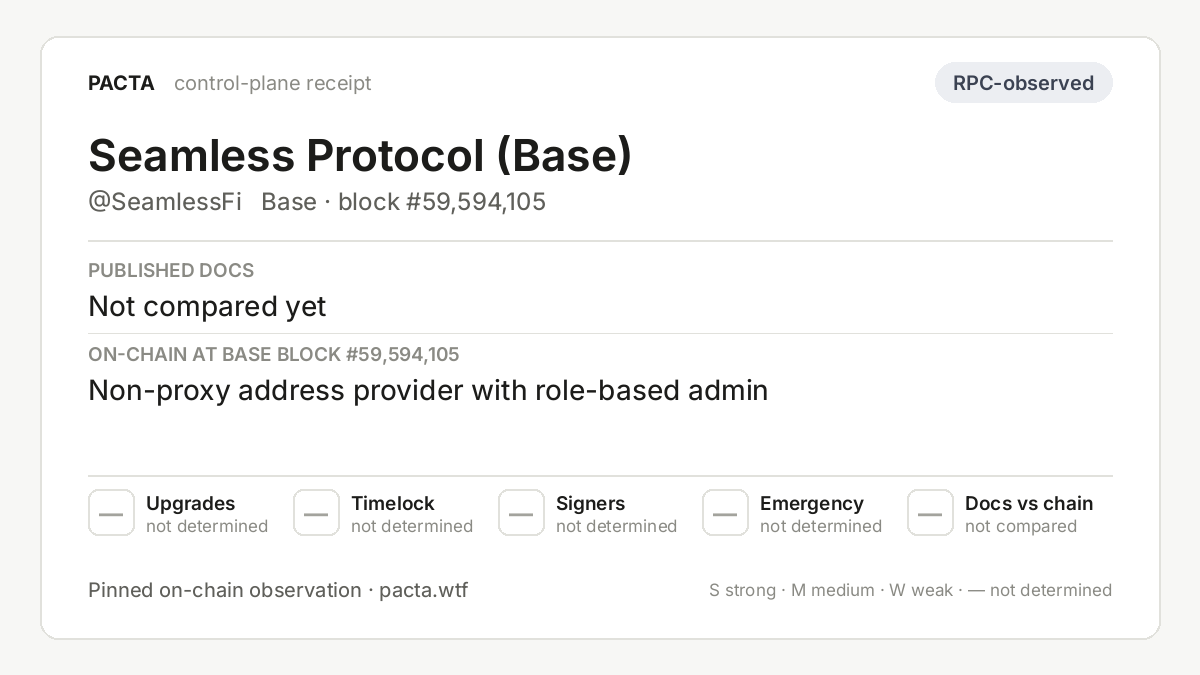 PACTA control-plane receipt RPC-observed
Seamless Protocol (Base)
@SeamlessFi Base · block #59,594,105
PUBLISHED DOCS
Not compared yet
ON-CHAIN AT BASE BLOCK #59,594,105
Non-proxy address provider with role-based admin
— Upgrades not determined
— Timelock not determined
— Signers not determined
— Emergency not determined
— Docs vs chain not compared
Pinned on-chain observation · pacta.wtf
S strong · M medium · W weak · — not determined